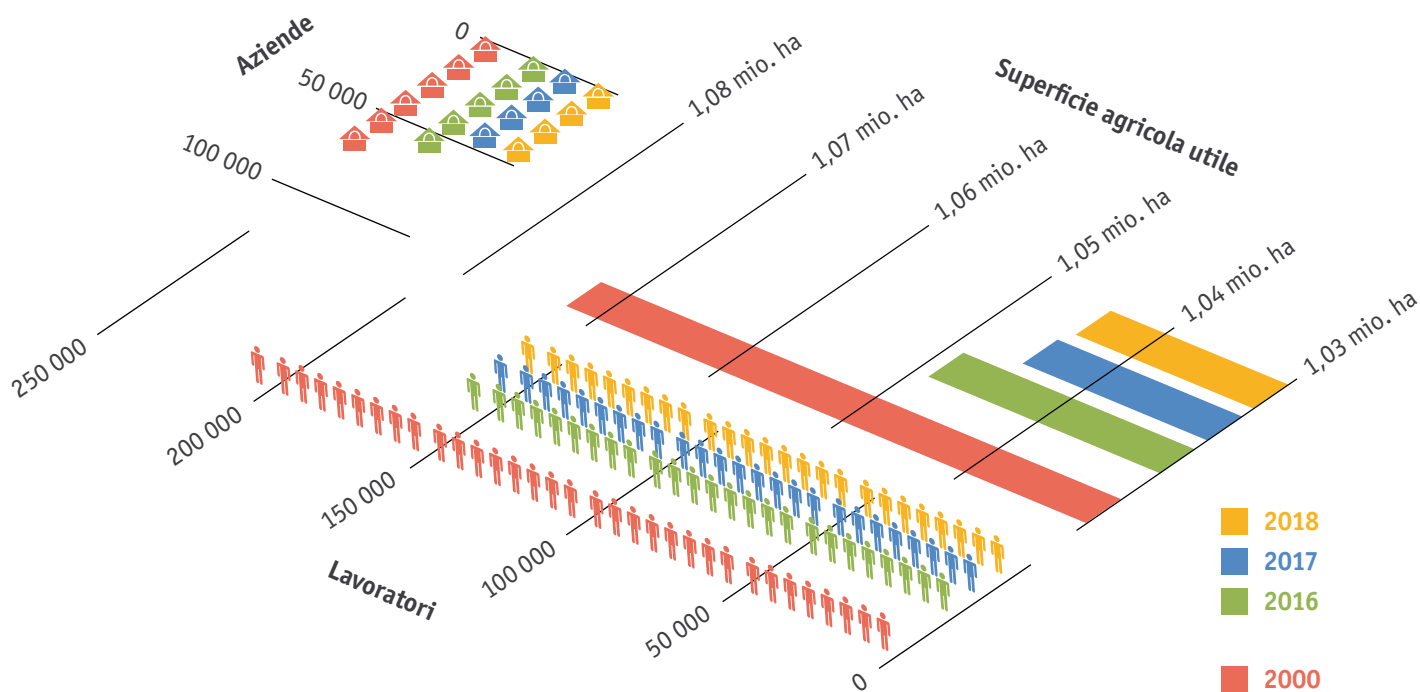 Aziende
0
50 000
100 000
1,08 mio. ha
1,07 mio. ha
1,06 mio. ha
1,05 mio. ha
1,04 mio. ha
1,03 mio. ha
Superficie agricola utile
250 000
200 000
150 000
100 000
50 000
0
Lavoratori
2018
2017
2016
2000